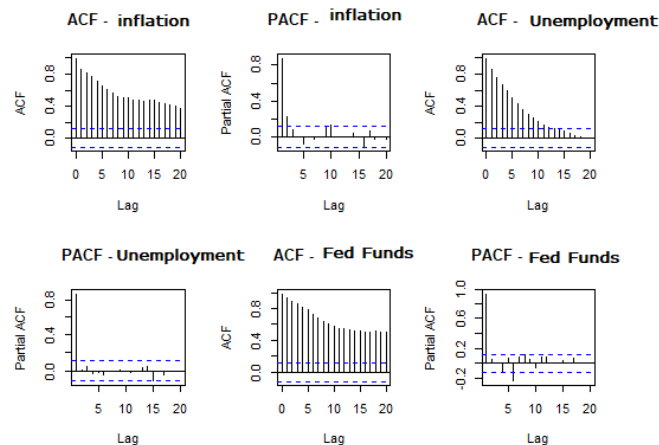 ACF - inflation
ACF
0.0 0.4 0.8
0 5 10 15 20
Lag
PACF - inflation
Partial ACF
0.0 0.4 0.8
5 10 15 20
Lag
ACF - Unemployment
ACF
0.0 0.4 0.8
0 5 10 15 20
Lag
PACF - Unemployment
Partial ACF
0.0 0.4 0.8
5 10 15 20
Lag
ACF - Fed Funds
ACF
0.0 0.4 0.8
0 5 10 15 20
Lag
PACF - Fed Funds
Partial ACF
-0.2 0.2 0.6 1.0
5 10 15 20
Lag